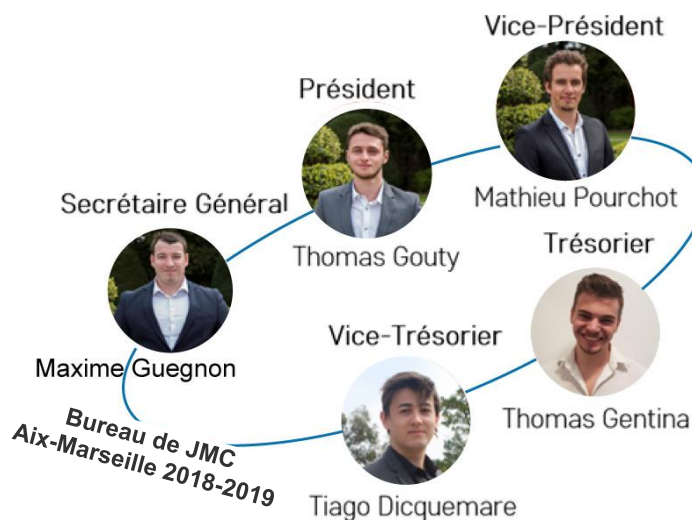 Vice-Président
Mathieu Pourchot
Président
Thomas Gouty
Secrétaire Général
Maxime Guegnon
Trésorier
Thomas Gentina
Vice-Trésorier
Tiago Dicquemare
Bureau de JMC
Aix-Marseille 2018-2019